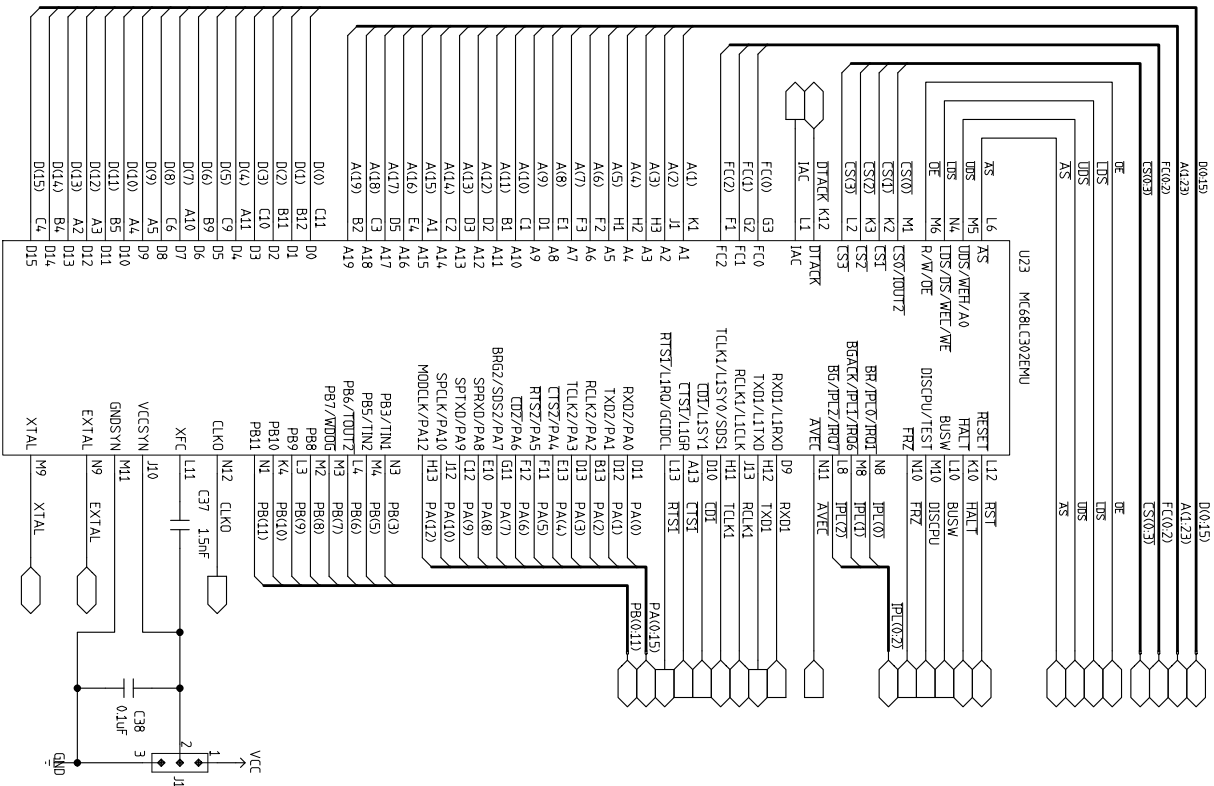 D(0:15) D(0:15)
A(1:23) A(1:23)
FC(0:2) FC(0:2)
CS(0:3) CS(0:3)
OE OE
LDS LDS
UDS UDS
AS AS
U23 MC68LC302EMU
AS L6 AS RESET L12 RST
UDS M5 UDS/WEH/A0 HALT K10 HALT
LDS N4 LDS/DS/WEL/WE BUSW L10 BUSW
OE M6 R/W/OE DISCPU/TEST M10 DISCPU
FRZ N10 FRZ
CS(0) M1 CS0/IOUT2
IPL(0:2)
CS(1) K2 CS1 BR/IPL0/IRQ1 N8 IPL(0)
CS(2) K3 CS2 BGACK/IPL1/IRQ6 M8 IPL(1)
CS(3) L2 CS3 BG/IPL2/IRQ7 L8 IPL(2)
DTACK K12 DTACK AVEC N11 AVEC
IAC L1 IAC
RXD1/L1RXD D9 RXD1
FC(0) G3 FC0 TXD1/L1TXD H12 TXD1
FC(1) G2 FC1 RCLK1/L1CLK J13 RCLK1
FC(2) F1 FC2 TCLK1/L1SY0/SDS1 H11 TCLK1
CD1/L1SY1 D10 CD1
A(1) K1 A1 CTS1/L1GR A13 CTS1
A(2) J1 A2 RTS1/L1RQ/GCIDCL L13 RTS1
PA(0:15)
A(3) H3 A3
PB(0:11)
A(4) H2 A4 RXD2/PA0 D11 PA(0)
A(5) H1 A5 TXD2/PA1 D12 PA(1)
A(6) F2 A6 RCLK2/PA2 B13 PA(2)
A(7) F3 A7 TCLK2/PA3 D13 PA(3)
A(8) E1 A8 CTS2/PA4 E13 PA(4)
A(9) D1 A9 RTS2/PA5 F11 PA(5)
A(10) C1 A10 CD2/PA6 F12 PA(6)
A(11) B1 A11 BRG2/SDS2/PA7 G11 PA(7)
A(12) D2 A12 SPRXD/PA8 E10 PA(8)
A(13) D3 A13 SPTXD/PA9 C12 PA(9)
A(14) C2 A14 SPCLK/PA10 J12 PA(10)
A(15) A1 A15 MODCLK/PA12 H13 PA(12)
A(16) E4 A16
A(17) D5 A17 PB3/TIN1 N3 PB(3)
A(18) C3 A18 PB5/TIN2 M4 PB(5)
A(19) B2 A19 PB6/TOUT2 L4 PB(6)
PB7/WDOG M3 PB(7)
D(0) C11 D0 PB8 M2 PB(8)
D(1) B12 D1 PB9 L3 PB(9)
D(2) B11 D2 PB10 K4 PB(10)
D(3) C10 D3 PB11 N1 PB(11)
VCC
D(4) A11 D4
D(5) C9 D5 CLKO N12 CLKO
1
D(6) B9 D6
2
C37 1.5nF
D(7) A10 D7 XFC L11
J1
D(8) C6 D8
3
D(9) A5 D9 VCCSYN J10
C38
D(10) A4 D10
0.1uF
D(11) B5 D11 GNDSYN M11
D(12) A3 D12 EXTAL N9 EXTAL
D(13) A2 D13
GND
D(14) B4 D14
D(15) C4 D15 XTAL M9 XTAL